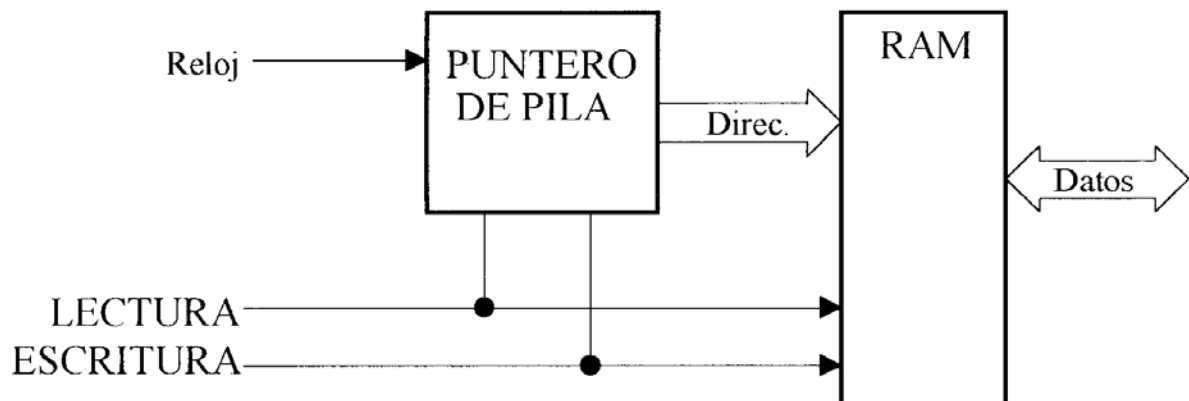 Reloj
PUNTERO
DE PILA
Direc.
RAM
Datos
LECTURA
ESCRITURA